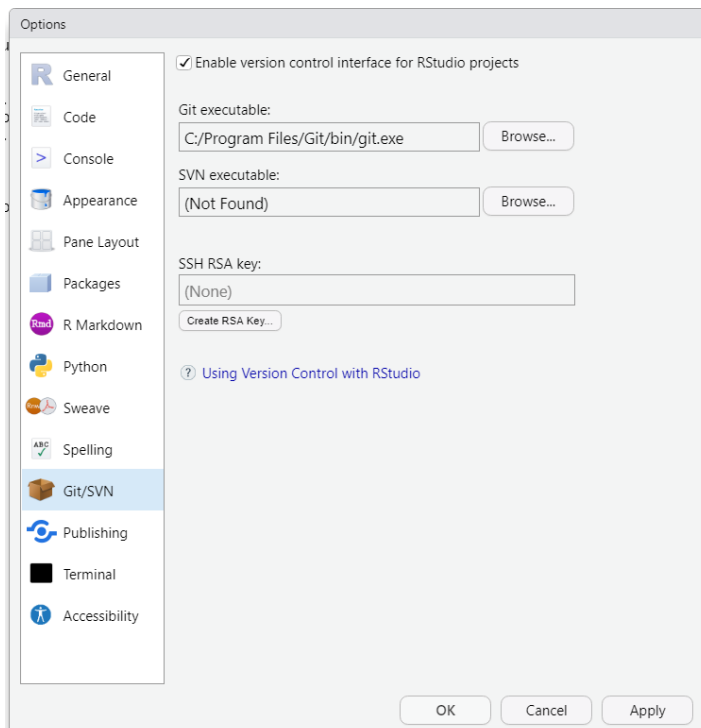 Options
General
Code
Console
Appearance
Pane Layout
Packages
Rmd R Markdown
Python
Sweave
ABC Spelling
Git/SVN
Publishing
Terminal
Accessibility
Enable version control interface for RStudio projects
Git executable:
C:/Program Files/Git/bin/git.exe Browse...
SVN executable:
(Not Found) Browse...
SSH RSA key:
(None)
Create RSA Key...
? Using Version Control with RStudio
OK Cancel Apply